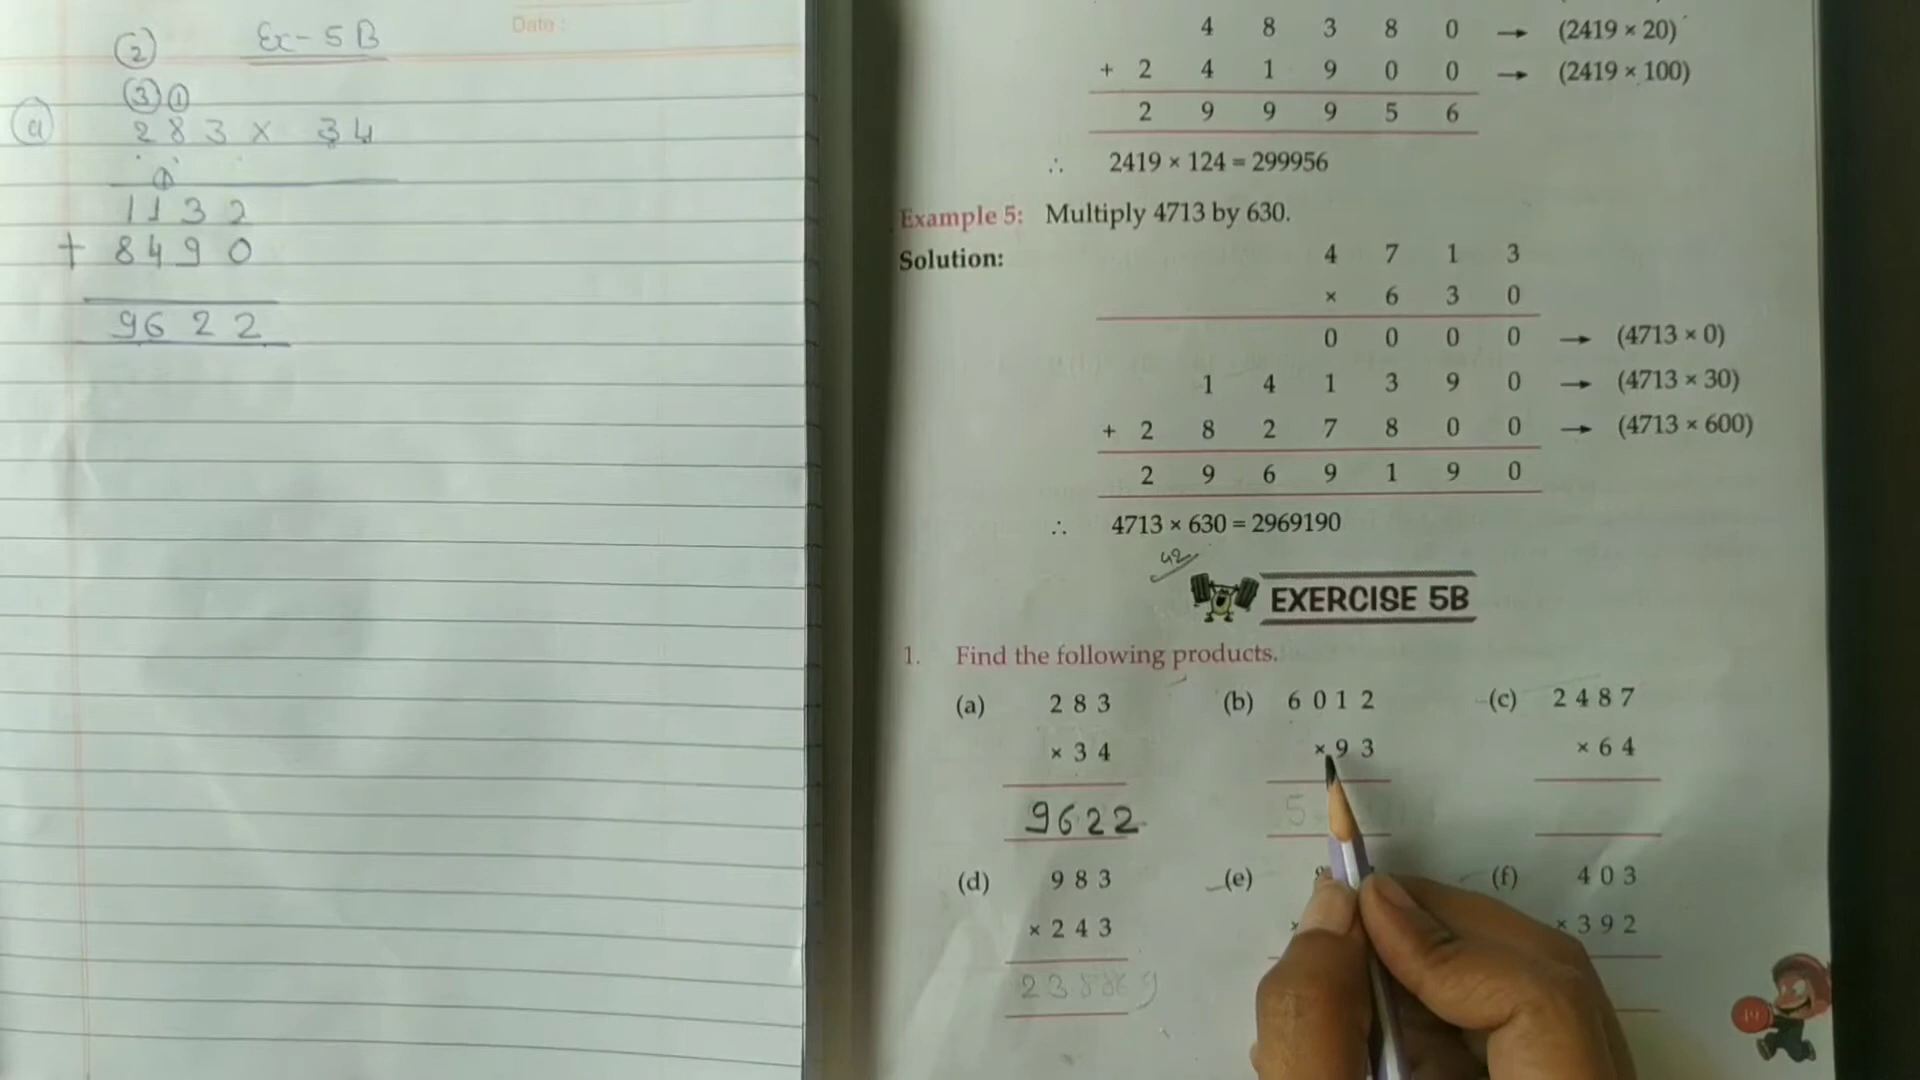 Date :
② Ex - 5 B
③ ①
(a) 283 × 34
①
1132
+ 8490
9622
4 8 3 8 0 → (2419 × 20)
+ 2 4 1 9 0 0 → (2419 × 100)
2 9 9 9 5 6
∴ 2419 × 124 = 299956
Example 5: Multiply 4713 by 630.
Solution:
4 7 1 3
× 6 3 0
0 0 0 0 → (4713 × 0)
1 4 1 3 9 0 → (4713 × 30)
+ 2 8 2 7 8 0 0 → (4713 × 600)
2 9 6 9 1 9 0
∴ 4713 × 630 = 2969190
42
EXERCISE 5B
1. Find the following products.
(a) 2 8 3 (b) 6 0 1 2 (c) 2 4 8 7
× 3 4 × 9 3 × 6 4
9622 5
(d) 9 8 3 (e) (f) 4 0 3
× 2 4 3 × × 3 9 2